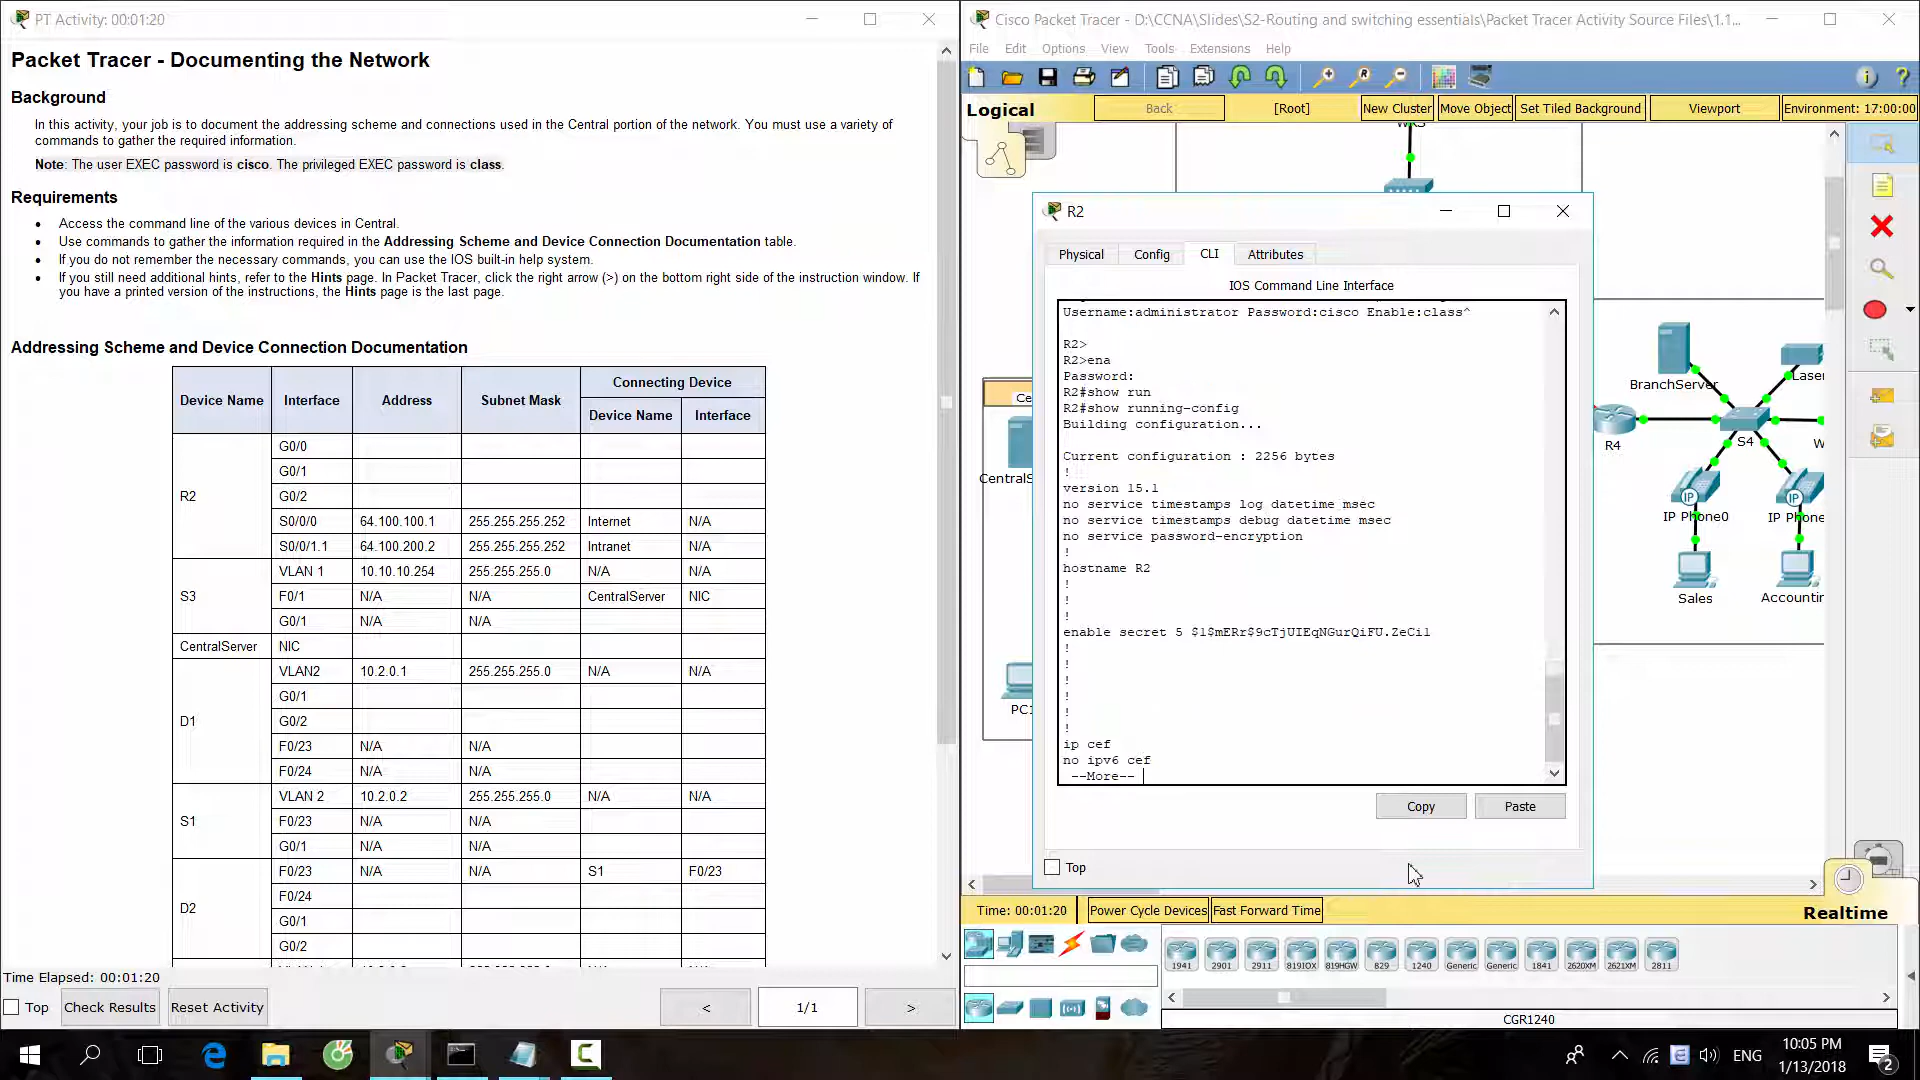 PT Activity: 00:01:20
Packet Tracer - Documenting the Network
Background
In this activity, your job is to document the addressing scheme and connections used in the Central portion of the network. You must use a variety of
commands to gather the required information.
Note: The user EXEC password is cisco. The privileged EXEC password is class.
Requirements
• Access the command line of the various devices in Central.
• Use commands to gather the information required in the Addressing Scheme and Device Connection Documentation table.
• If you do not remember the necessary commands, you can use the IOS built-in help system.
• If you still need additional hints, refer to the Hints page. In Packet Tracer, click the right arrow (>) on the bottom right side of the instruction window. If
you have a printed version of the instructions, the Hints page is the last page.
Addressing Scheme and Device Connection Documentation
Device Name Interface Address Subnet Mask Connecting Device
Device Name Interface
R2
G0/0
G0/1
G0/2
S0/0/0 64.100.100.1 255.255.255.252 Internet N/A
S0/0/1.1 64.100.200.2 255.255.255.252 Intranet N/A
S3
VLAN 1 10.10.10.254 255.255.255.0 N/A N/A
F0/1 N/A N/A CentralServer NIC
G0/1 N/A N/A
CentralServer NIC
D1
VLAN2 10.2.0.1 255.255.255.0 N/A N/A
G0/1
G0/2
F0/23 N/A N/A
F0/24 N/A N/A
S1
VLAN 2 10.2.0.2 255.255.255.0 N/A N/A
F0/23 N/A N/A
G0/1 N/A N/A
D2
F0/23 N/A N/A S1 F0/23
F0/24
G0/1
G0/2
Time Elapsed: 00:01:20
Top Check Results Reset Activity < 1/1 >
Cisco Packet Tracer - D:\CCNA\Slides\S2-Routing and switching essentials\Packet Tracer Activity Source Files\1.1...
File Edit Options View Tools Extensions Help
Logical Back [Root] New Cluster Move Object Set Tiled Background Viewport Environment: 17:00:00
R2
Physical Config CLI Attributes
IOS Command Line Interface
Username:administrator Password:cisco Enable:class^
R2>
R2>ena
Password:
R2#show run
R2#show running-config
Building configuration...
Current configuration : 2256 bytes
!
version 15.1
no service timestamps log datetime msec
no service timestamps debug datetime msec
no service password-encryption
!
hostname R2
!
!
!
enable secret 5 $1$mERr$9cTjUIEqNGurQiFU.ZeCi1
!
!
!
!
!
!
ip cef
no ipv6 cef
--More--
Copy Paste
Top
Ce
CentralS
PC1
BranchServer
Laser
R4
S4
W
IP Phone0
IP Phone
Sales
Accountin
Time: 00:01:20 Power Cycle Devices Fast Forward Time
Realtime
1941 2901 2911 819IOX 819HGW 829 1240 Generic Generic 1841 2620XM 2621XM 2811
CGR1240
ENG
10:05 PM
1/13/2018
2